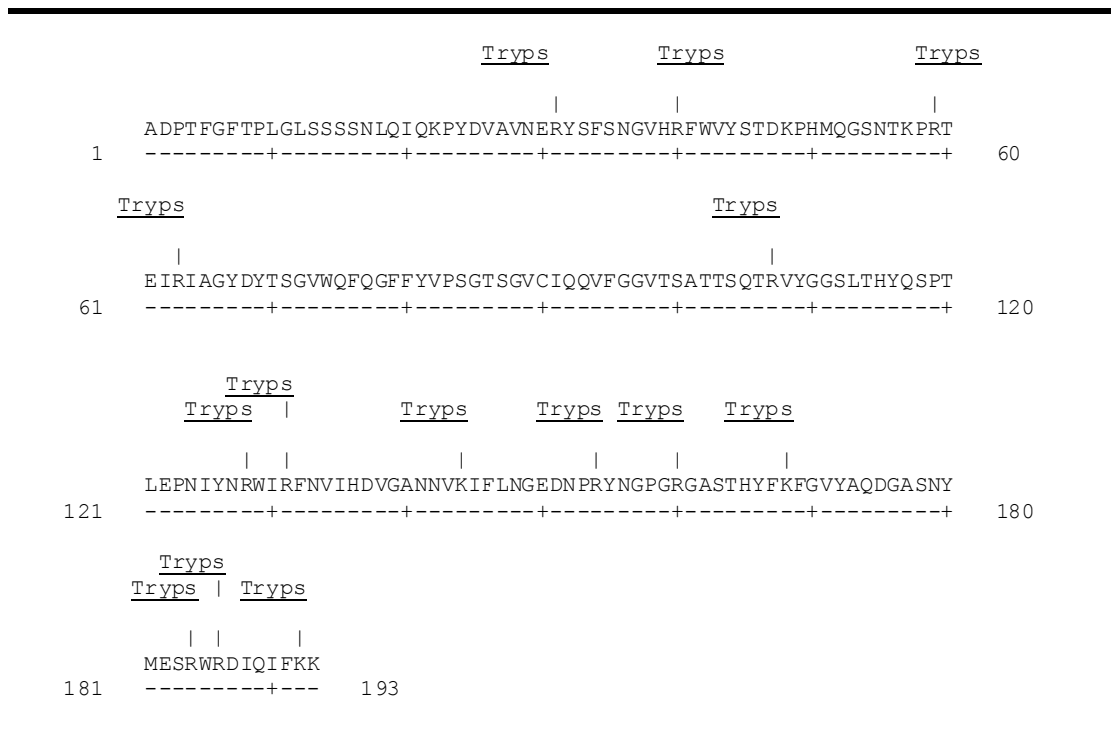 Tryps Tryps Tryps
| | |
ADPTFGFTPLGLSSSSNLQIQKPYDVAVNERYSFSNGVHRFWVYSTDKPHMQGSNTKPRT
1 ---------+---------+---------+---------+---------+---------+ 60
Tryps Tryps
| |
EIRIAGYDYTSGVWQFQGFFYVPSGTSGVCIQQVFGGVTSATTSQTRVYGGSLTHYQSPT
61 ---------+---------+---------+---------+---------+---------+ 120
Tryps
Tryps | Tryps Tryps Tryps Tryps
| | | | | |
LEPNIYNRWIRFNVIHDVGANNVKIFLNGEDNPRYNGPGRGASTHYFKFGVYAQDGASNY
121 ---------+---------+---------+---------+---------+---------+ 180
Tryps
Tryps | Tryps
| | |
MESRWRDIQIFKK
181 ---------+--- 193